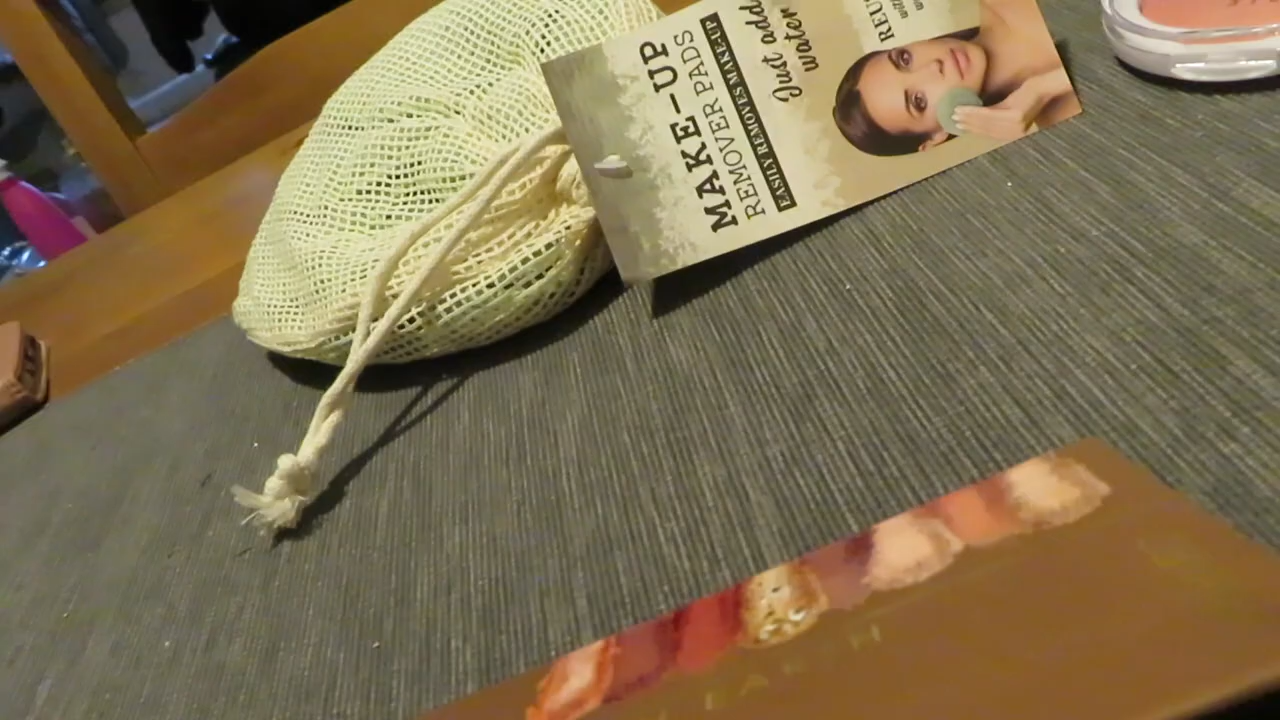 MAKE-UP
REMOVER PADS
EASILY REMOVES MAKE-UP
Just add
water